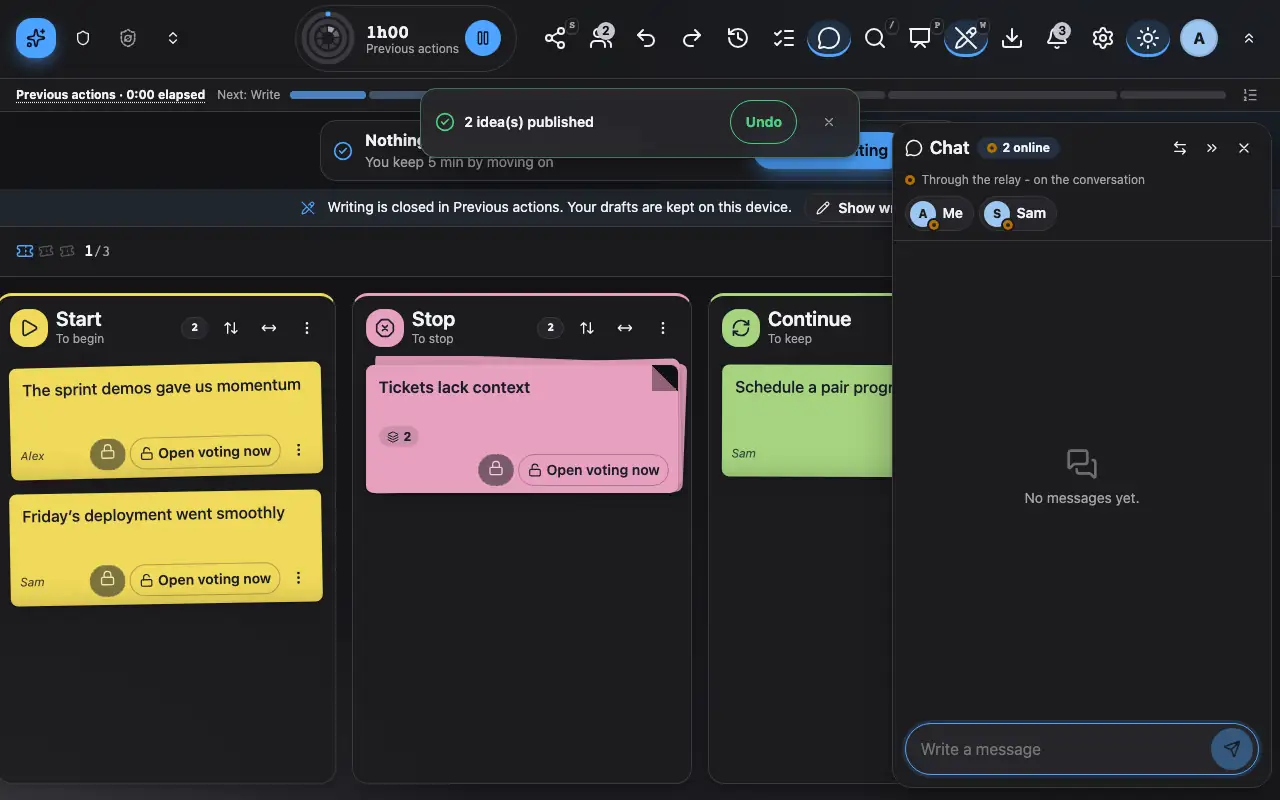 1h00
Previous actions
S
2
/
P
W
3
A
Previous actions · 0:00 elapsed
Next: Write
2 idea(s) published
Undo
You keep 5 min by moving on
Writing is closed in Previous actions. Your drafts are kept on this device.
Show
1/3
Start
To begin
2
The sprint demos gave us momentum
Alex
Open voting now
Friday's deployment went smoothly
Sam
Open voting now
Stop
To stop
2
Tickets lack context
2
Open voting now
Continue
To keep
Schedule a pair
Sam
Chat
2 online
Through the relay - on the conversation
A
Me
S
Sam
No messages yet.
Write a message